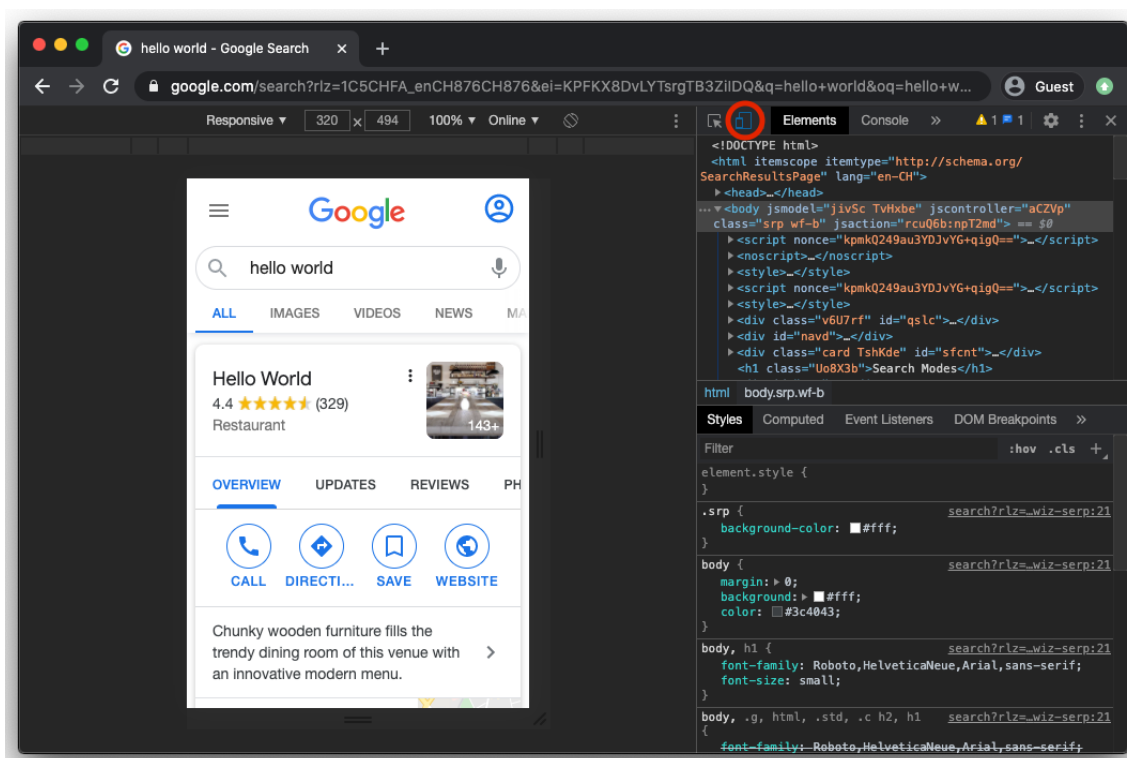 hello world - Google Search
google.com/search?rlz=1C5CHFA_enCH876CH876&ei=KPFKX8DvLYTsrgTB3ZiIDQ&q=hello+world&oq=hello+w...
Guest
Responsive ▼ 320 x 494 100% ▼ Online ▼
Google
hello world
ALL IMAGES VIDEOS NEWS MA
Hello World
4.4 (329)
Restaurant
143+
OVERVIEW UPDATES REVIEWS PH
CALL DIRECTI... SAVE WEBSITE
Chunky wooden furniture fills the
trendy dining room of this venue with
an innovative modern menu.
Elements Console » 1 1
<!DOCTYPE html>
<html itemscope itemtype="http://schema.org/
SearchResultsPage" lang="en-CH">
▶<head>…</head>
…▼<body jsmodel="jivSc TvHxbe" jscontroller="aCZVp"
class="srp wf-b" jsaction="rcuQ6b:npT2md"> == $0
▶<script nonce="kpmkQ249au3YDJvYG+qigQ==">…</script>
▶<noscript>…</noscript>
▶<style>…</style>
▶<script nonce="kpmkQ249au3YDJvYG+qigQ==">…</script>
▶<style>…</style>
▶<div class="v6U7rf" id="qslc">…</div>
▶<div id="navd">…</div>
▶<div class="card TshKde" id="sfcnt">…</div>
<h1 class="Uo8X3b">Search Modes</h1>
html body.srp.wf-b
Styles Computed Event Listeners DOM Breakpoints »
Filter :hov .cls +
element.style {
}
.srp { search?rlz=…wiz-serp:21
background-color: #fff;
}
body { search?rlz=…wiz-serp:21
margin:▶ 0;
background:▶ #fff;
color: #3c4043;
}
body, h1 { search?rlz=…wiz-serp:21
font-family: Roboto,HelveticaNeue,Arial,sans-serif;
font-size: small;
}
body, .g, html, .std, .c h2, h1 search?rlz=…wiz-serp:21
{
font-family: Roboto,HelveticaNeue,Arial,sans-serif;